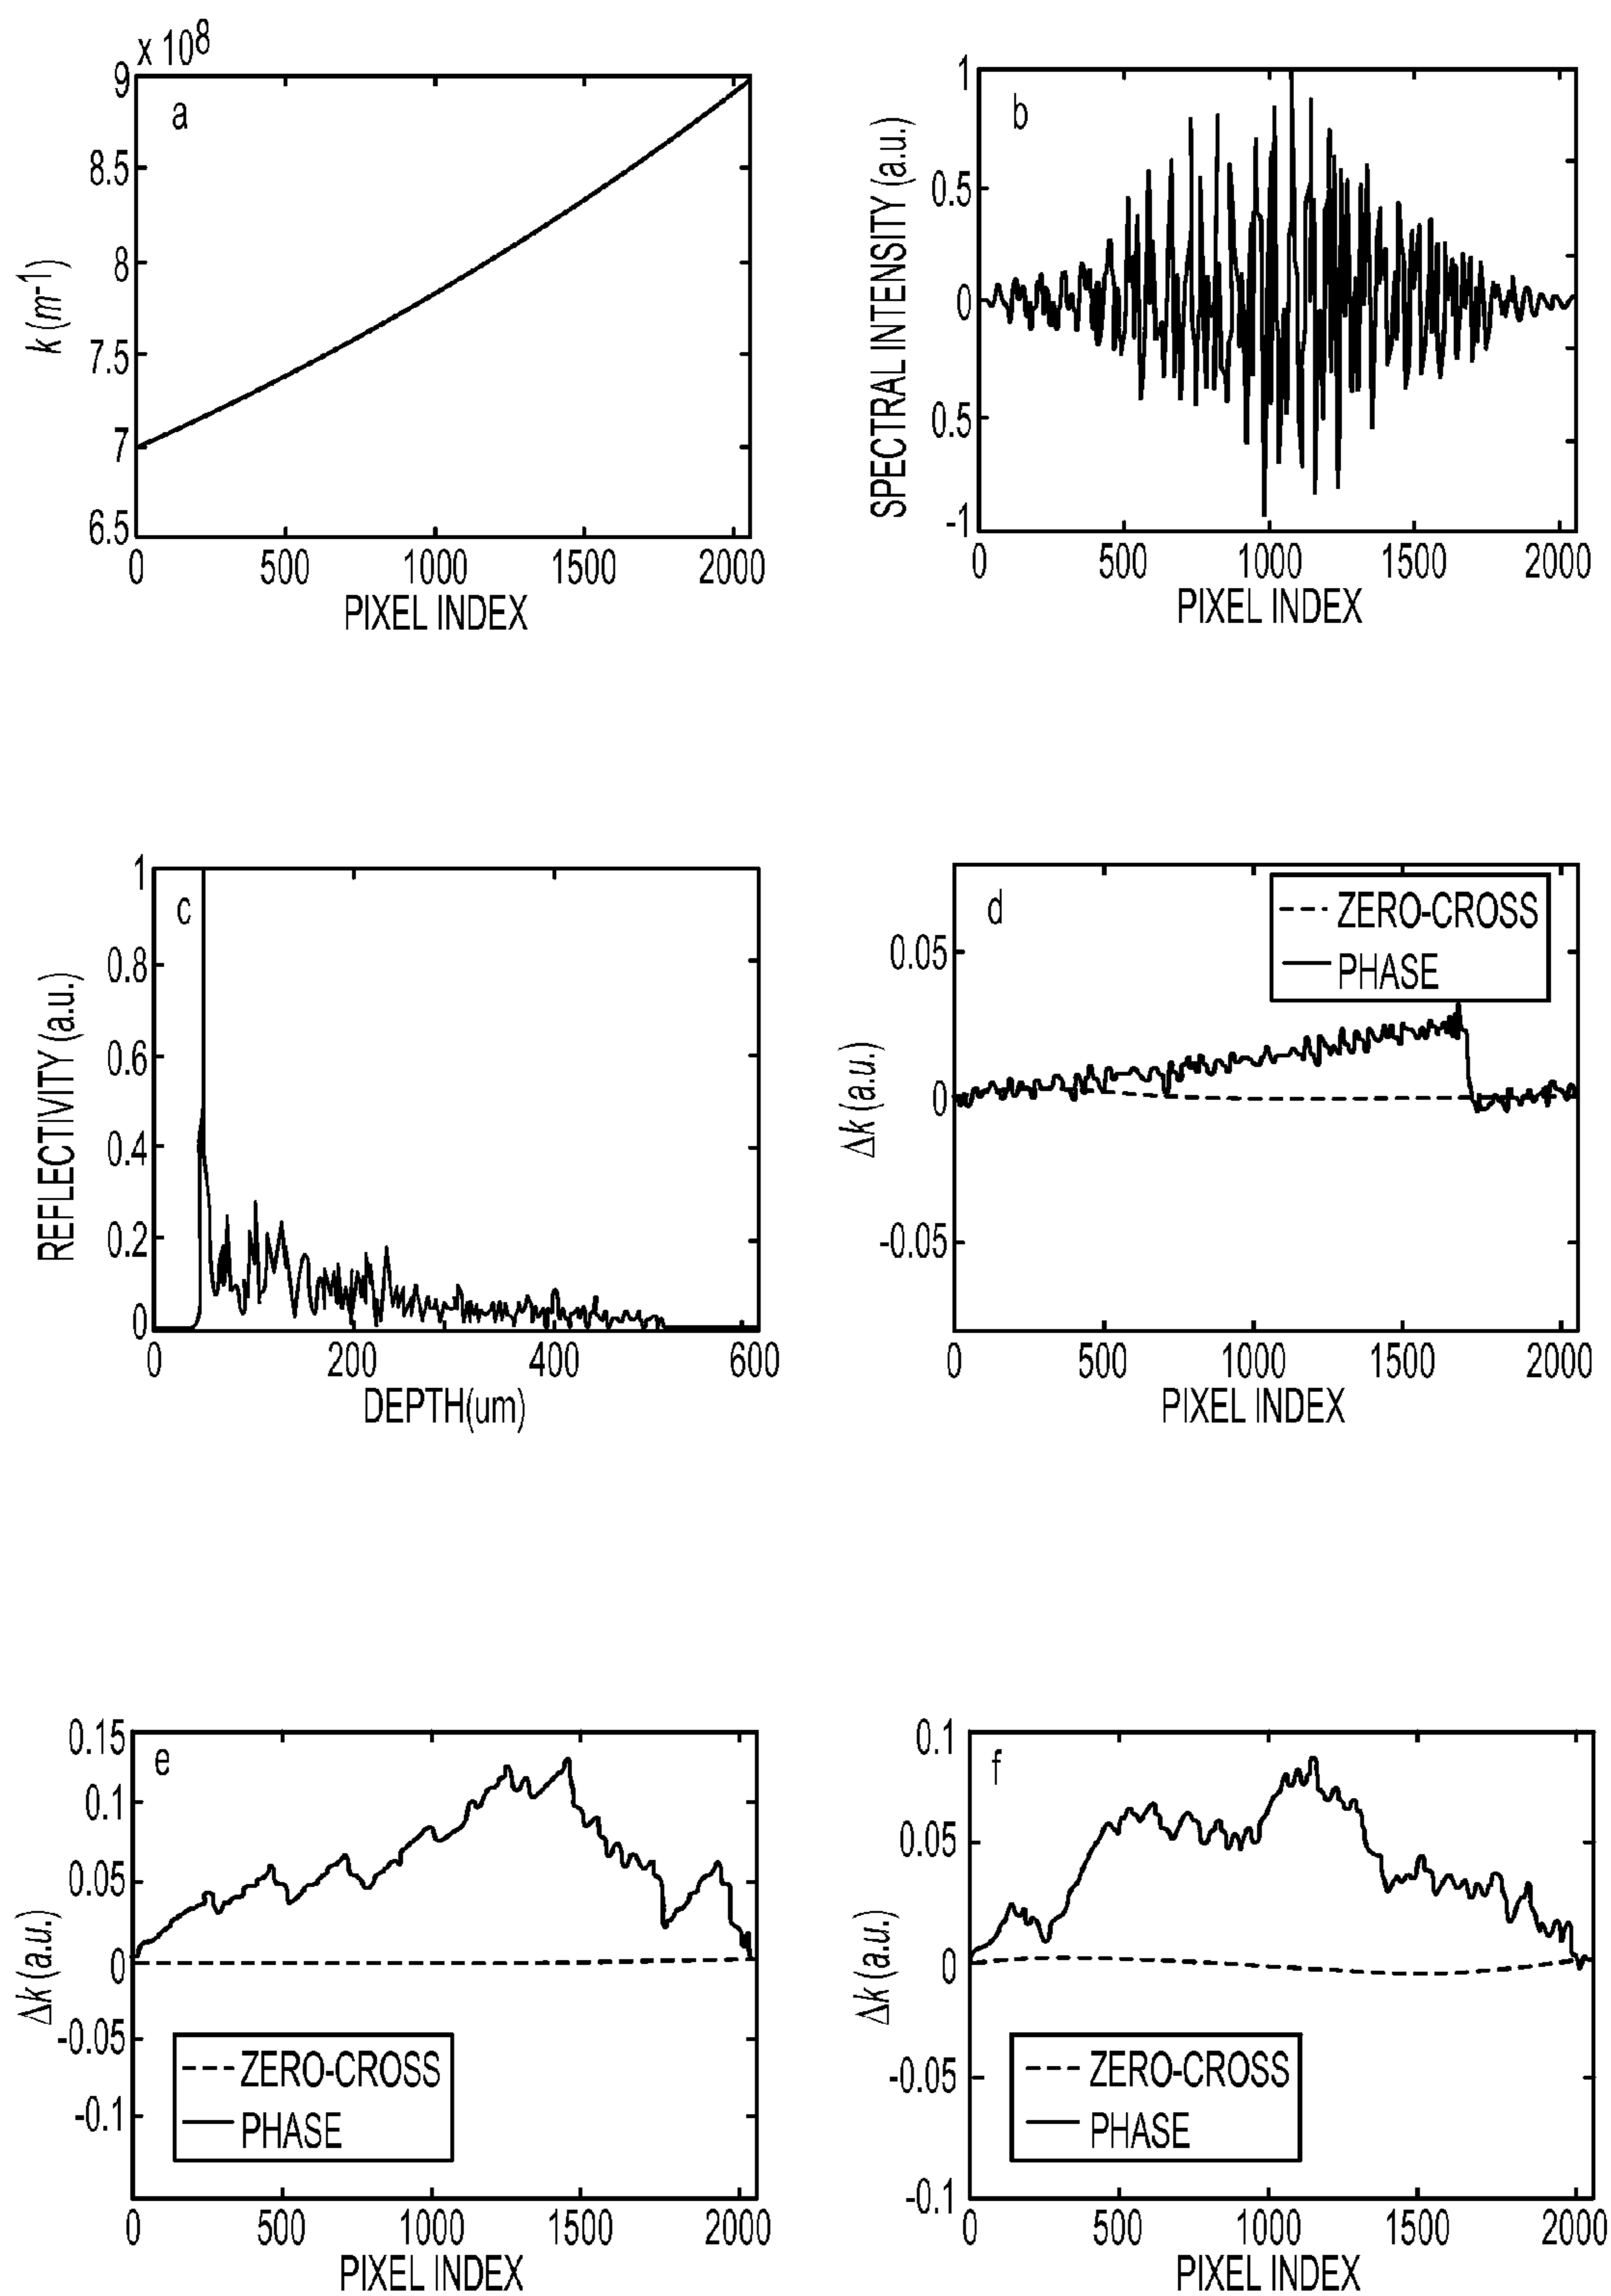 x 10⁸
9
8.5
8
7.5
7
6.5
a
k (m⁻¹)
0 500 1000 1500 2000
PIXEL INDEX
1
0.5
0
0.5
-1
b
SPECTRAL INTENSITY (a.u.)
0 500 1000 1500 2000
PIXEL INDEX
1
0.8
0.6
0.4
0.2
0
c
REFLECTIVITY (a.u.)
0 200 400 600
DEPTH(um)
d
ZERO-CROSS
PHASE
0.05
0
-0.05
Δk (a.u.)
0 500 1000 1500 2000
PIXEL INDEX
0.15
0.1
0.05
0
-0.05
-0.1
e
Δk (a.u.)
ZERO-CROSS
PHASE
0 500 1000 1500 2000
PIXEL INDEX
0.1
0.05
0
-0.05
-0.1
f
Δk (a.u.)
ZERO-CROSS
PHASE
0 500 1000 1500 2000
PIXEL INDEX